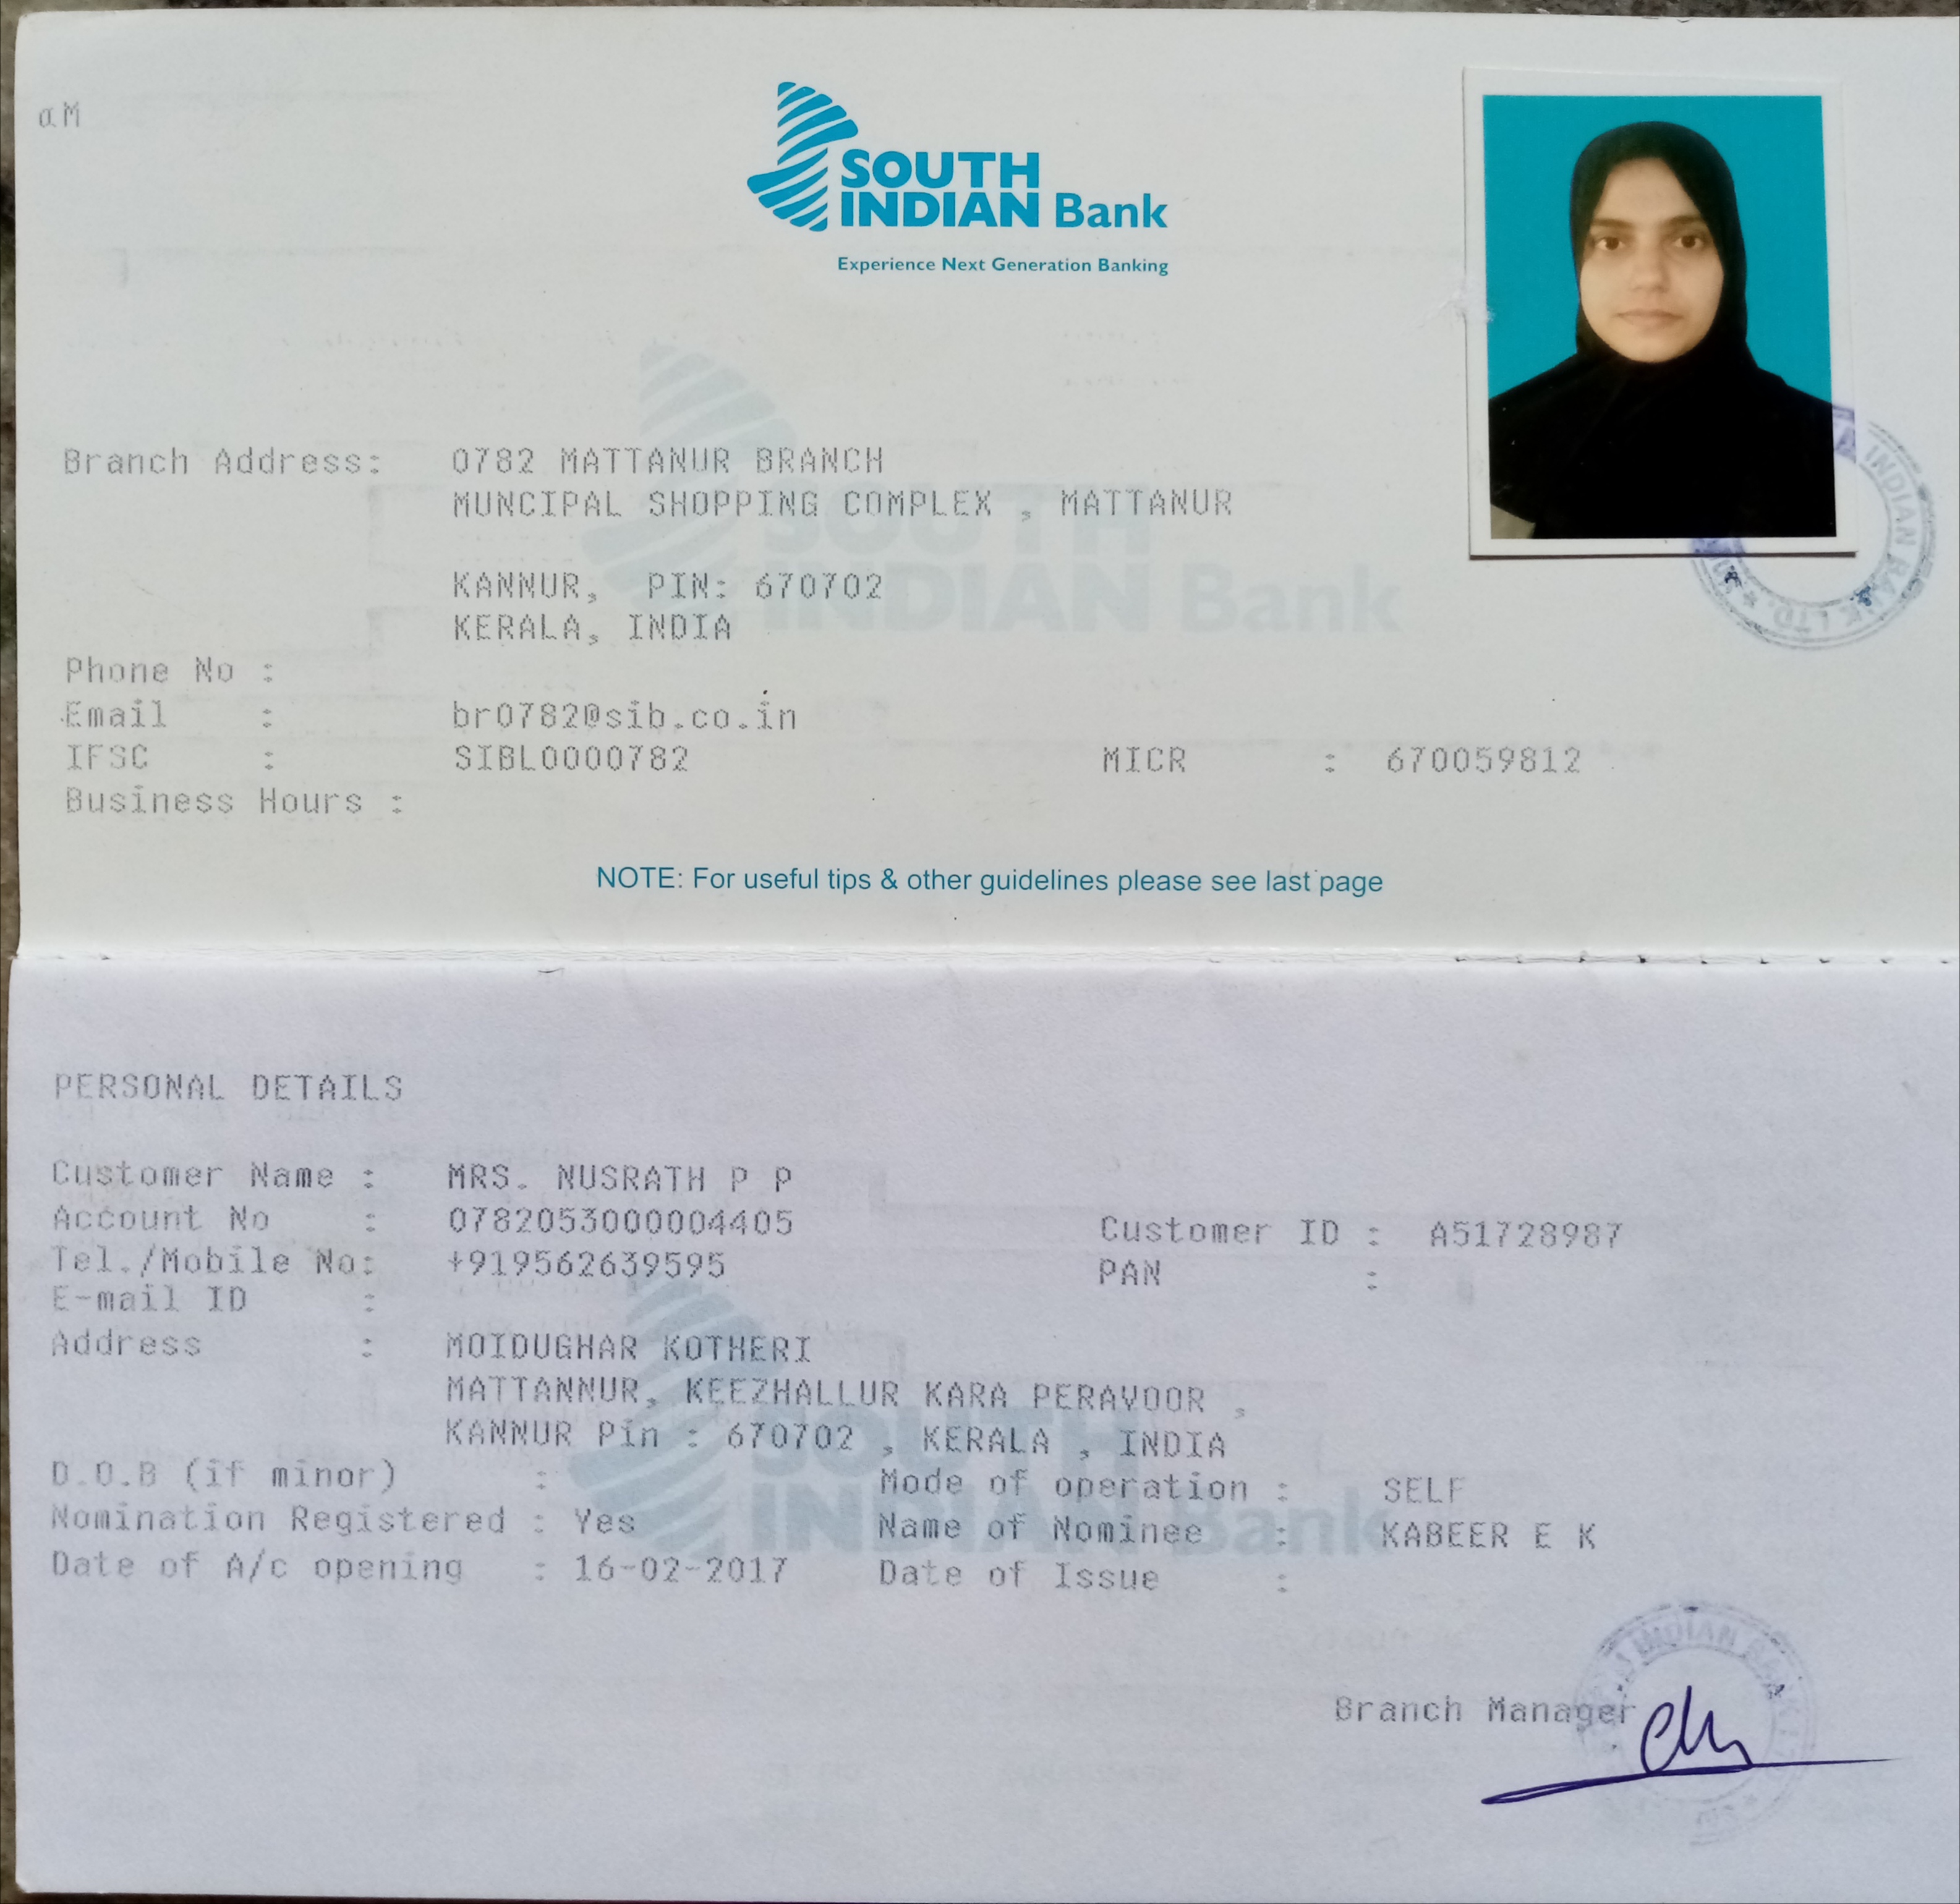 aM
SOUTH
INDIAN Bank
Experience Next Generation Banking
Branch Address: 0782 MATTANUR BRANCH
MUNCIPAL SHOPPING COMPLEX , MATTANUR
KANNUR, PIN: 670702
KERALA, INDIA
Phone No :
Email : br0782@sib.co.in
IFSC : SIBL0000782 MICR : 670059812
Business Hours :
NOTE: For useful tips & other guidelines please see last page
PERSONAL DETAILS
Customer Name : MRS. NUSRATH P P
Account No : 0782053000004405 Customer ID : A51728987
Tel./Mobile No: +919562639595 PAN :
E-mail ID :
Address : MOIDUGHAR KOTHERI
MATTANNUR, KEEZHALLUR KARA PERAVOOR ,
KANNUR Pin : 670702 , KERALA , INDIA
D.O.B (if minor) : Mode of operation : SELF
Nomination Registered : Yes Name of Nominee : KABEER E K
Date of A/c opening : 16-02-2017 Date of Issue :
INDIAN BANK LTD.
INDIAN BANK
Branch Manager